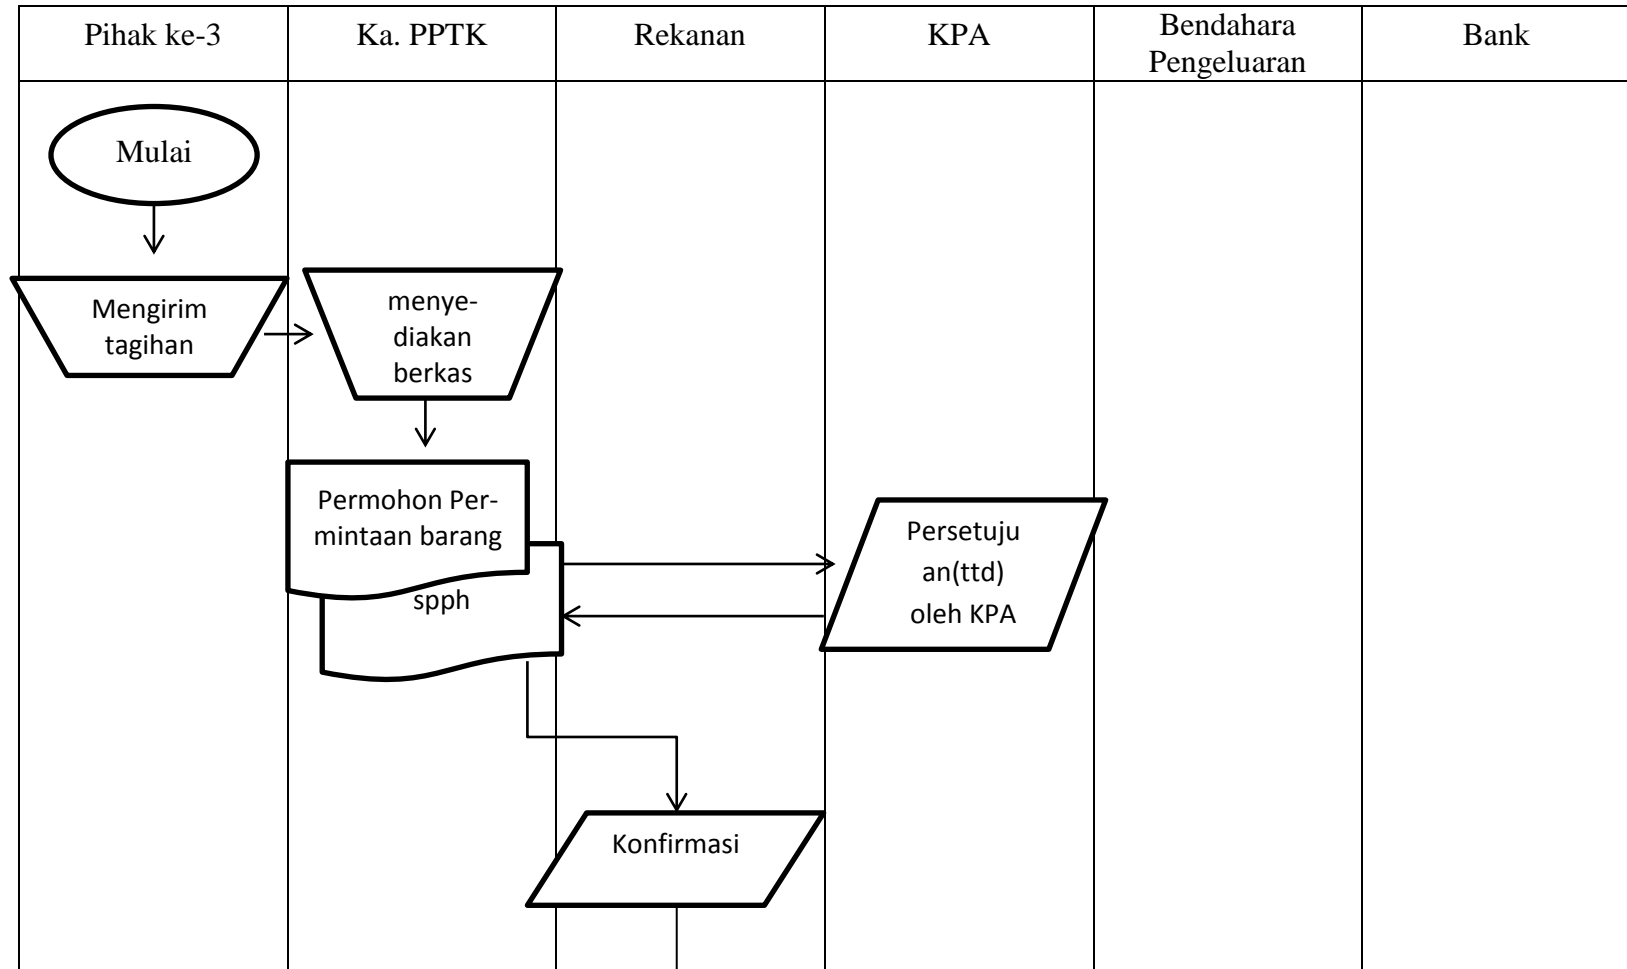 Pihak ke-3
Ka. PPTK
Rekanan
KPA
Bendahara
Pengeluaran
Bank
Mulai
Mengirim
tagihan
menye-
diakan
berkas
Permohon Per-
mintaan barang
spph
Persetuju
an(ttd)
oleh KPA
Konfirmasi